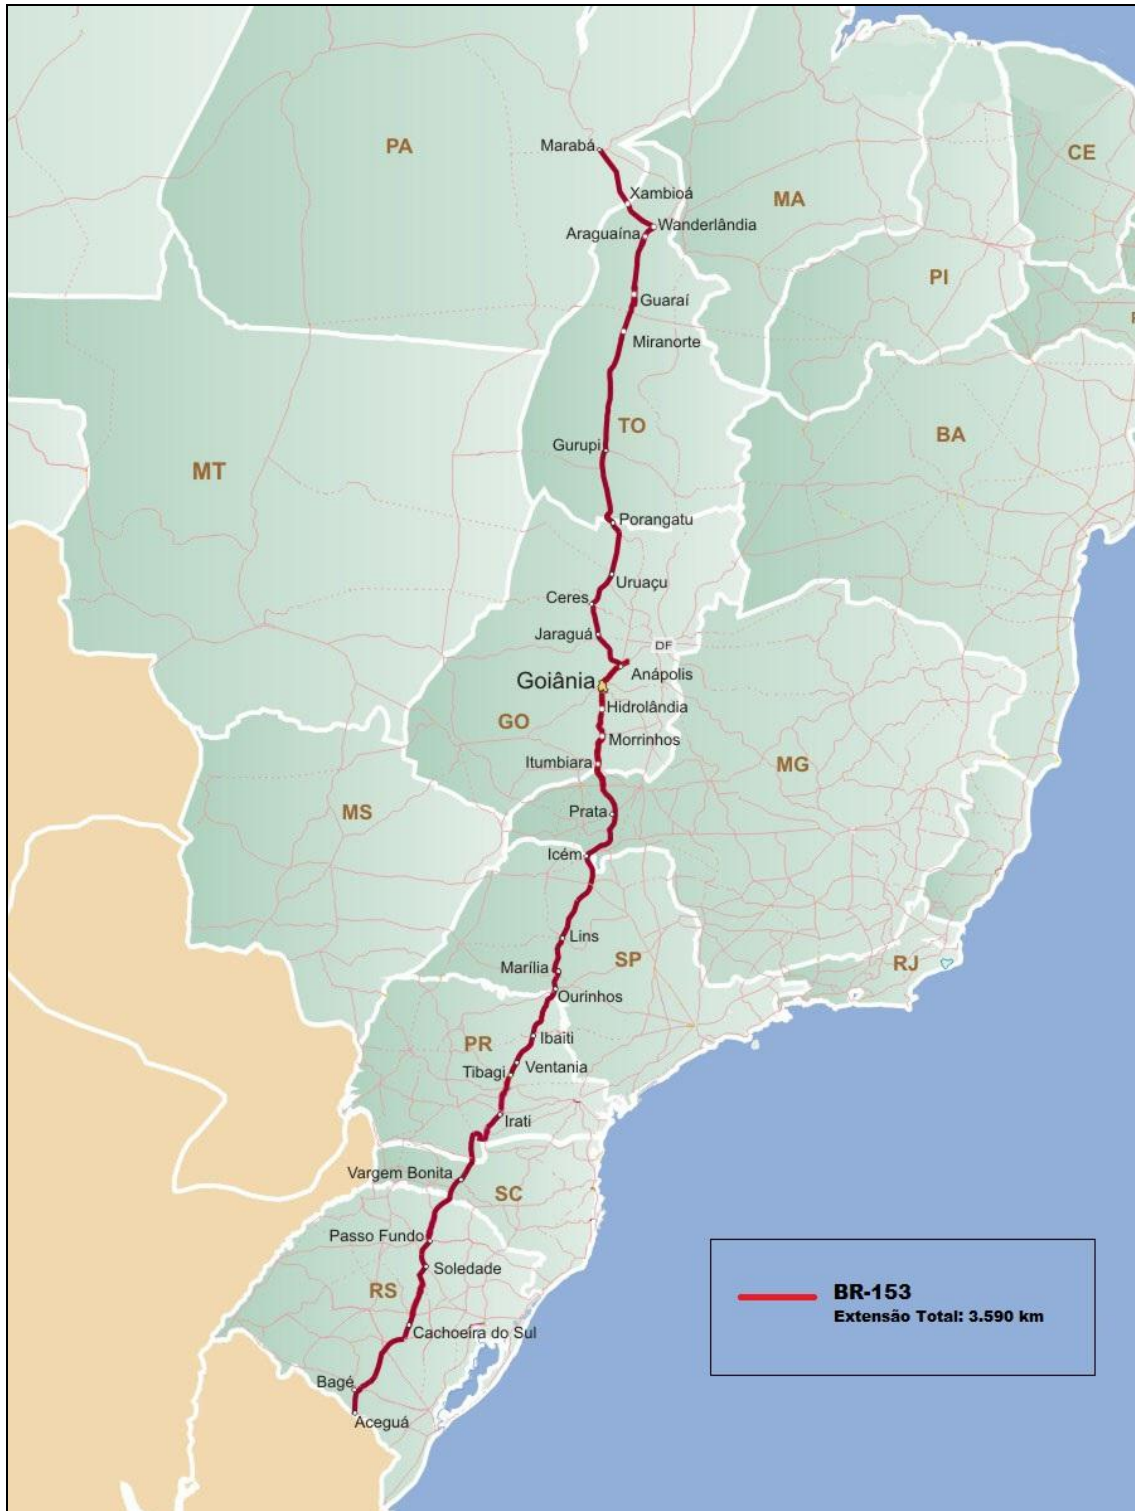 PA
Marabá
CE
Xambioá
MA
Wanderlândia
Araguaína
PI
Guaraí
Miranorte
TO
BA
Gurupi
MT
Porangatu
Uruaçu
Ceres
Jaraguá
DF
Anápolis
Goiânia
Hidrolândia
GO
Morrinhos
Itumbiara
MG
MS
Prata
Icém
Lins
SP
Marília
RJ
Ourinhos
Ibaiti
PR
Ventania
Tibagi
Irati
Vargem Bonita
SC
Passo Fundo
Soledade
RS
Cachoeira do Sul
Bagé
Aceguá
BR-153
Extensão Total: 3.590 km